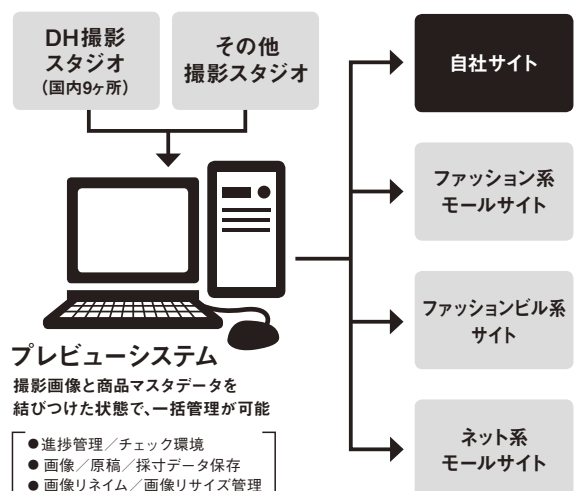 DH撮影
スタジオ
(国内9ヶ所)
その他
撮影スタジオ
自社サイト
ファッション系
モールサイト
ファッションビル系
サイト
ネット系
モールサイト
プレビューシステム
撮影画像と商品マスタデータを
結びつけた状態で、一括管理が可能
●進捗管理/チェック環境
●画像/原稿/採寸データ保存
●画像リネイム/画像リサイズ管理